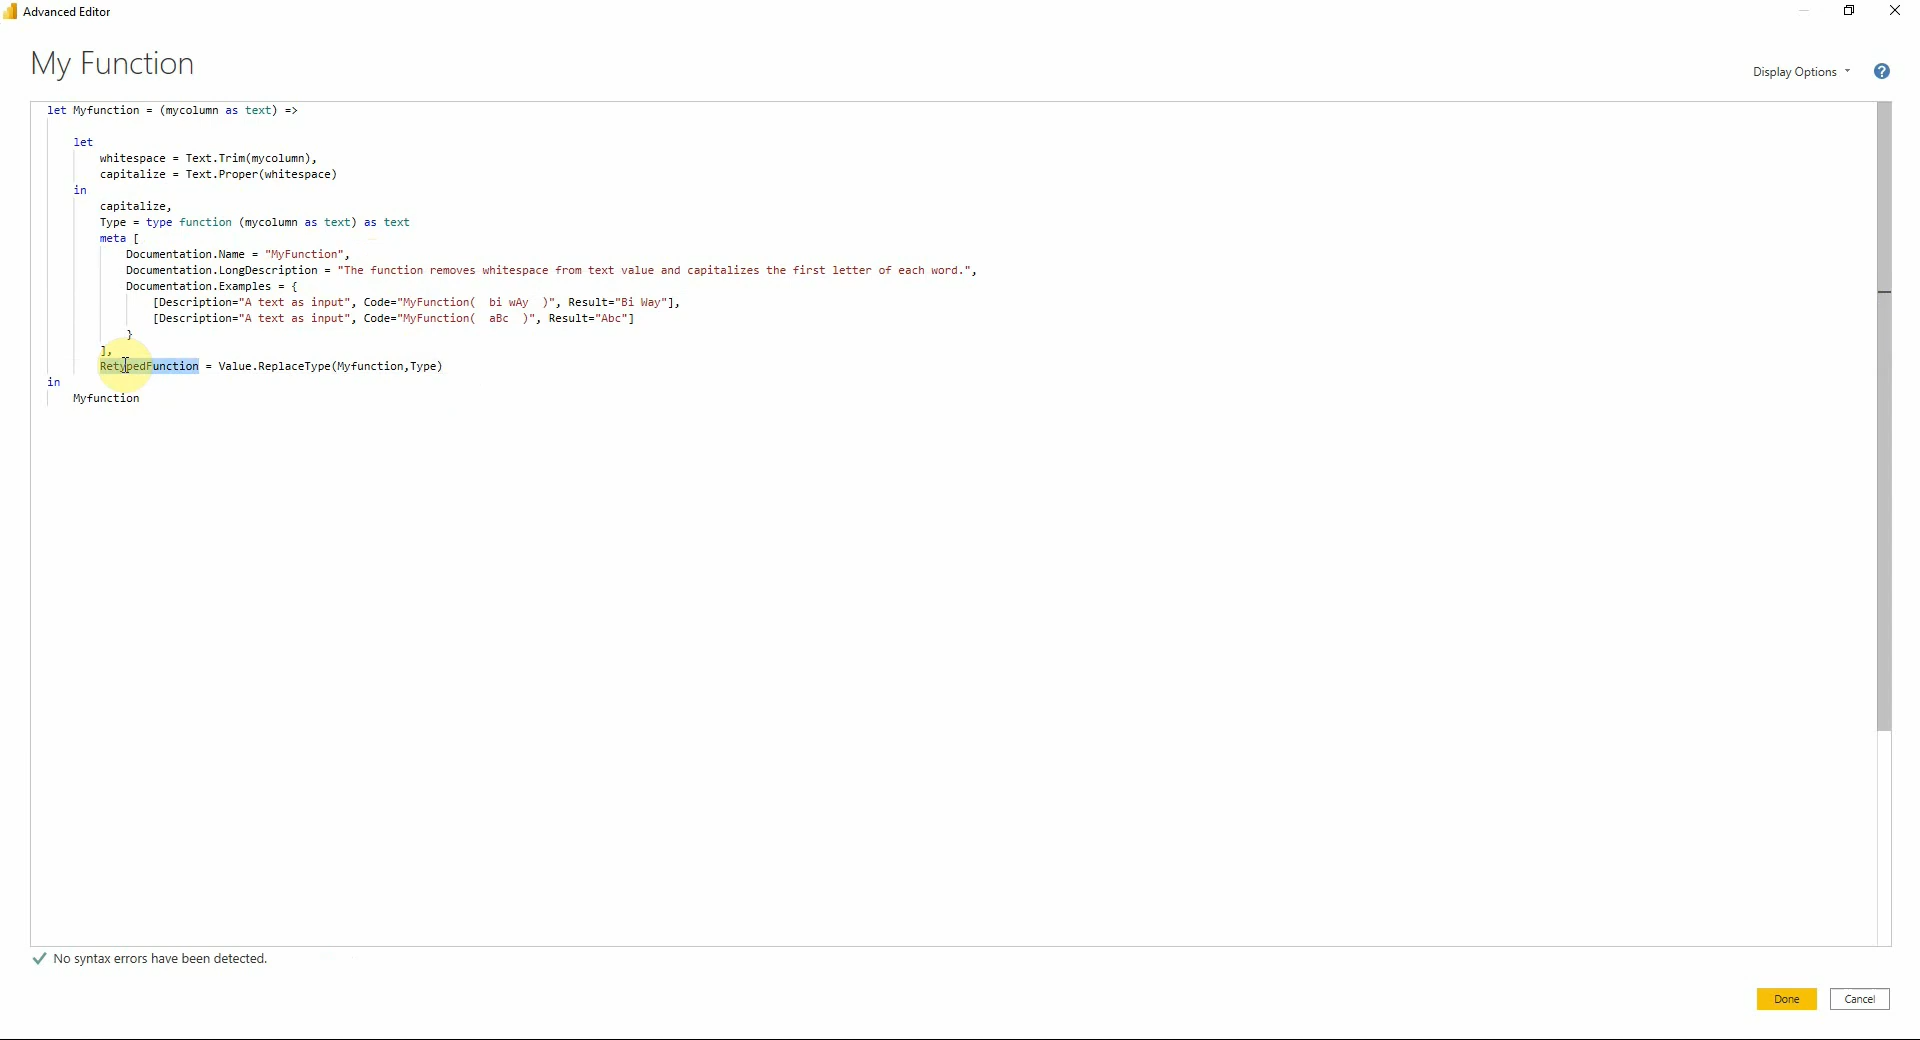 Advanced Editor
My Function
Display Options
?
let Myfunction = (mycolumn as text) =>
let
whitespace = Text.Trim(mycolumn),
capitalize = Text.Proper(whitespace)
in
capitalize,
Type = type function (mycolumn as text) as text
meta [
Documentation.Name = "MyFunction",
Documentation.LongDescription = "The function removes whitespace from text value and capitalizes the first letter of each word.",
Documentation.Examples = {
[Description="A text as input", Code="MyFunction(  bi wAy  )", Result="Bi Way"],
[Description="A text as input", Code="MyFunction(  aBc  )", Result="Abc"]
}
],
RetypedFunction = Value.ReplaceType(Myfunction,Type)
in
Myfunction
No syntax errors have been detected.
Done
Cancel